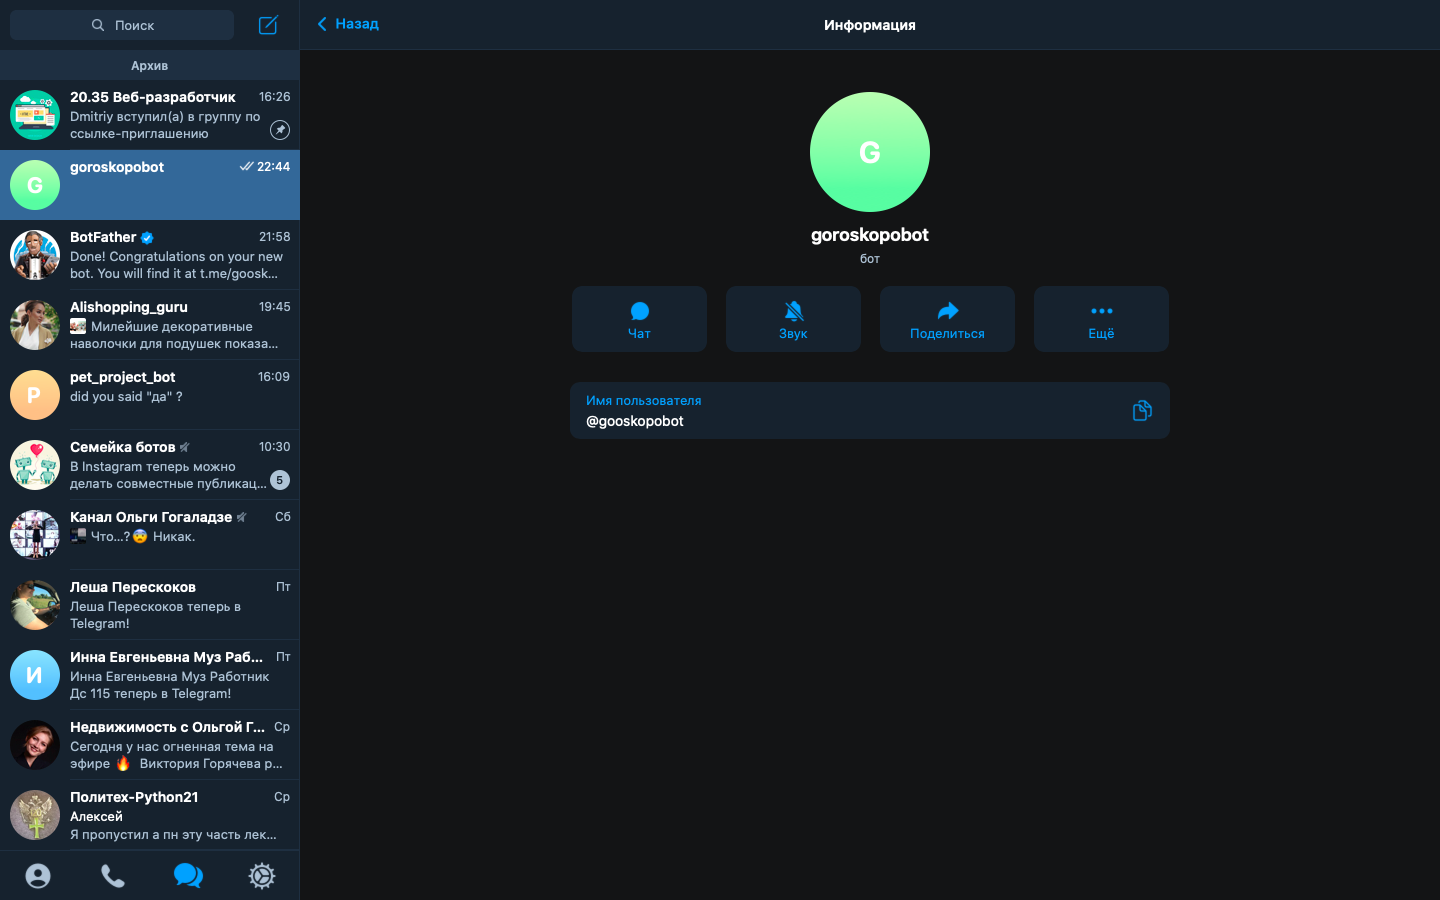 Поиск
Архив
20.35 Веб-разработчик 16:26
Dmitriy вступил(а) в группу по
ссылке-приглашению
G
goroskopobot 22:44
BotFather 21:58
Done! Congratulations on your new
bot. You will find it at t.me/goosk...
Alishopping_guru 19:45
Милейшие декоративные
наволочки для подушек показа...
P
pet_project_bot 16:09
did you said "да" ?
Семейка ботов 10:30
В Instagram теперь можно
делать совместные публикац... 5
Канал Ольги Гогаладзе Сб
Что...?😨 Никак.
Леша Перескоков Пт
Леша Перескоков теперь в
Telegram!
И
Инна Евгеньевна Муз Раб... Пт
Инна Евгеньевна Муз Работник
Дс 115 теперь в Telegram!
Недвижимость с Ольгой Г... Ср
Сегодня у нас огненная тема на
эфире 🔥 Виктория Горячева р...
Политех-Python21 Ср
Алексей
Я пропустил а пн эту часть лек...
Назад
Информация
G
goroskopobot
бот
Чат
Звук
Поделиться
Ещё
Имя пользователя
@gooskopobot